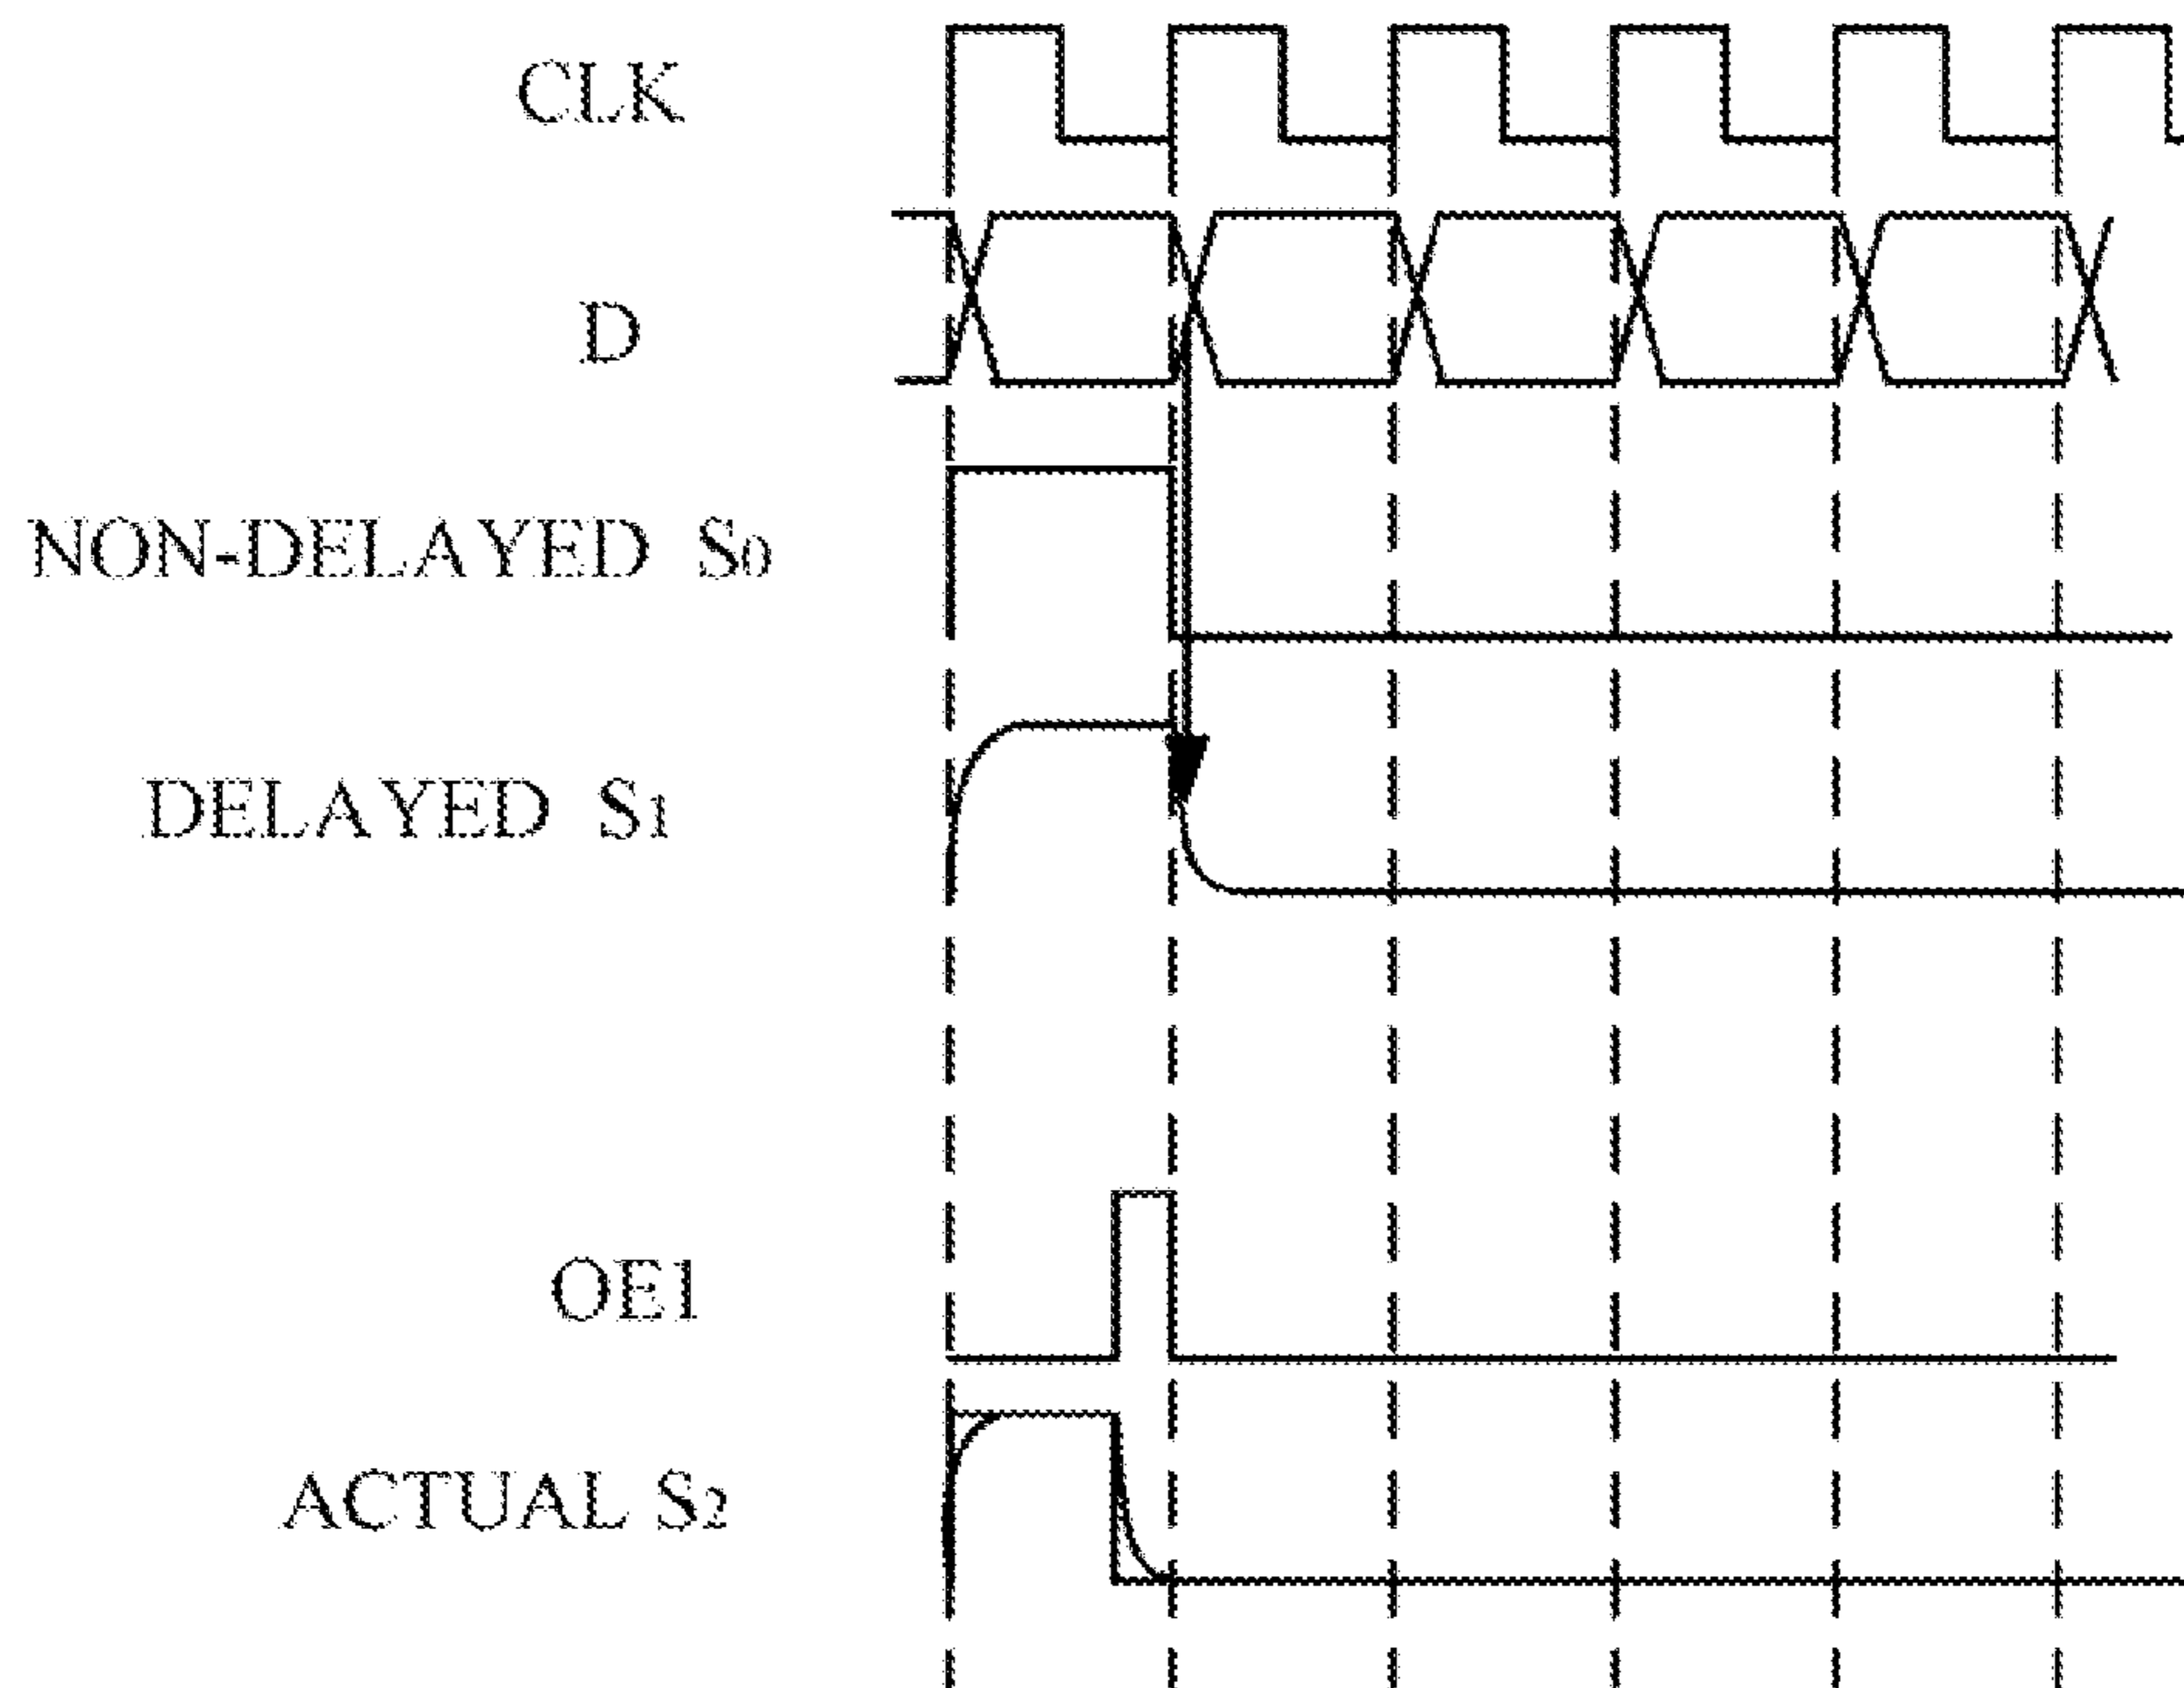 CLK
D
NON-DELAYED S0
DELAYED S1
OE1
ACTUAL S2